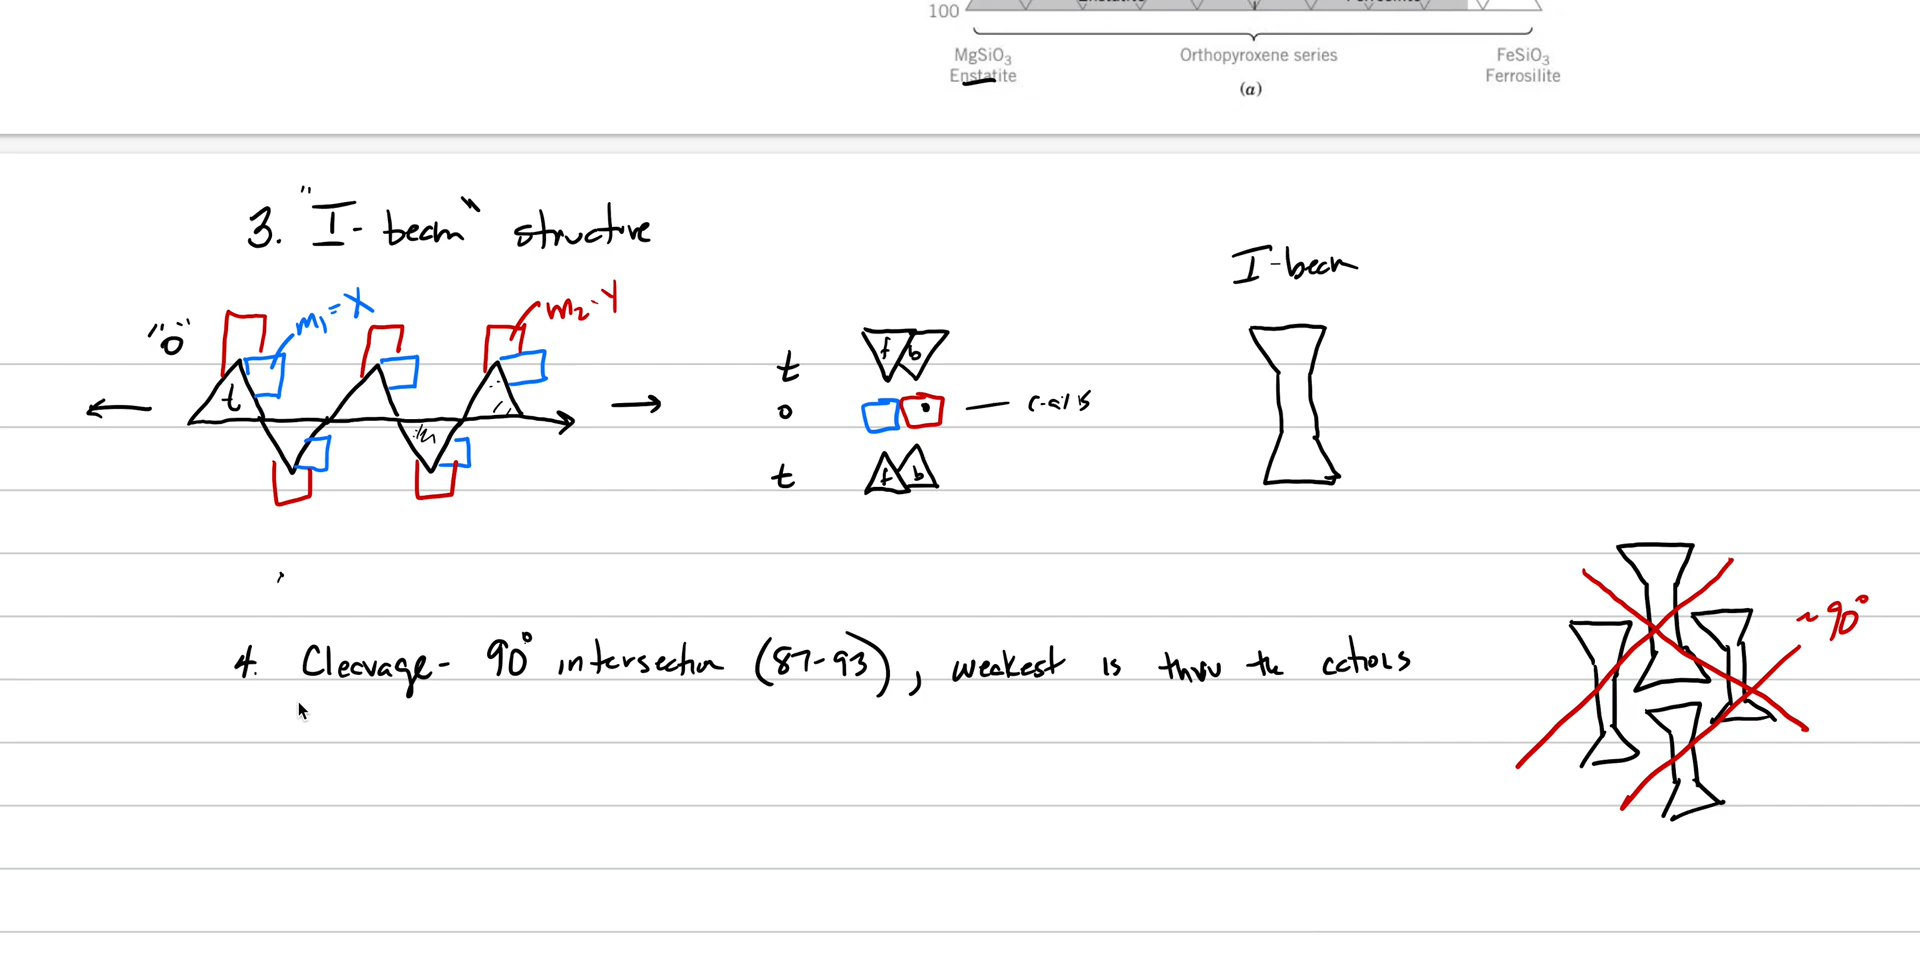 100
MgSiO₃ Orthopyroxene series FeSiO₃
Enstatite Ferrosilite
(a)
3. "I-beam" structure
I-beam
"o" m₁=X m₂-Y
t f b
t
o c-axis
t f b
~90°
4. Cleavage- 90° intersection (87-93), weakest is thru the cations